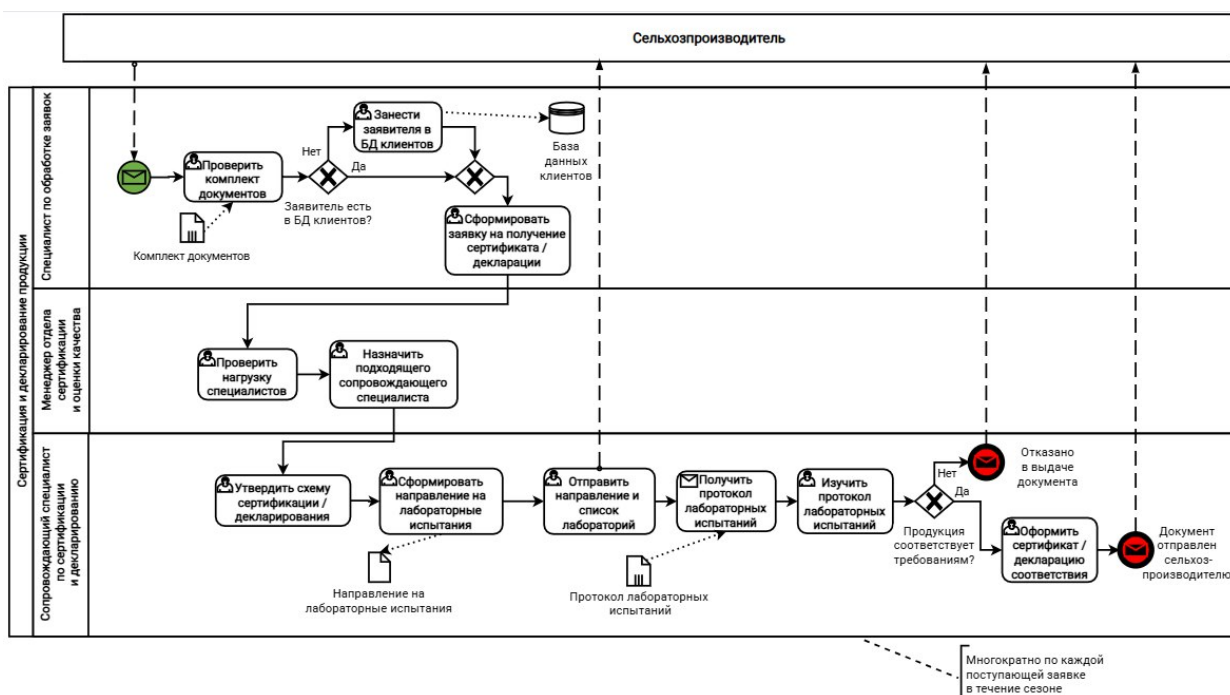 Сельхозпроизводитель
Сертификация и декларирование продукции
Специалист по обработке заявок
Занести
заявителя в
БД клиентов
База
данных
клиентов
Нет
Да
Проверить
комплект
документов
Заявитель есть
в БД клиентов?
Комплект документов
Сформировать
заявку на получение
сертификата /
декларации
Менеджер отдела
сертификации
и оценки качества
Проверить
нагрузку
специалистов
Назначить
подходящего
сопровождающего
специалиста
Сопровождающий специалист
по сертификации
и декларированию
Утвердить схему
сертификации /
декларирования
Сформировать
направление на
лабораторные
испытания
Направление на
лабораторные испытания
Отправить
направление и
список
лабораторий
Получить
протокол
лабораторных
испытаний
Протокол лабораторных
испытаний
Изучить
протокол
лабораторных
испытаний
Нет
Да
Продукция
соответствует
требованиям?
Отказано
в выдаче
документа
Оформить
сертификат /
декларацию
соответствия
Документ
отправлен
сельхоз-
производителю
Многократно по каждой
поступающей заявке
в течение сезоне